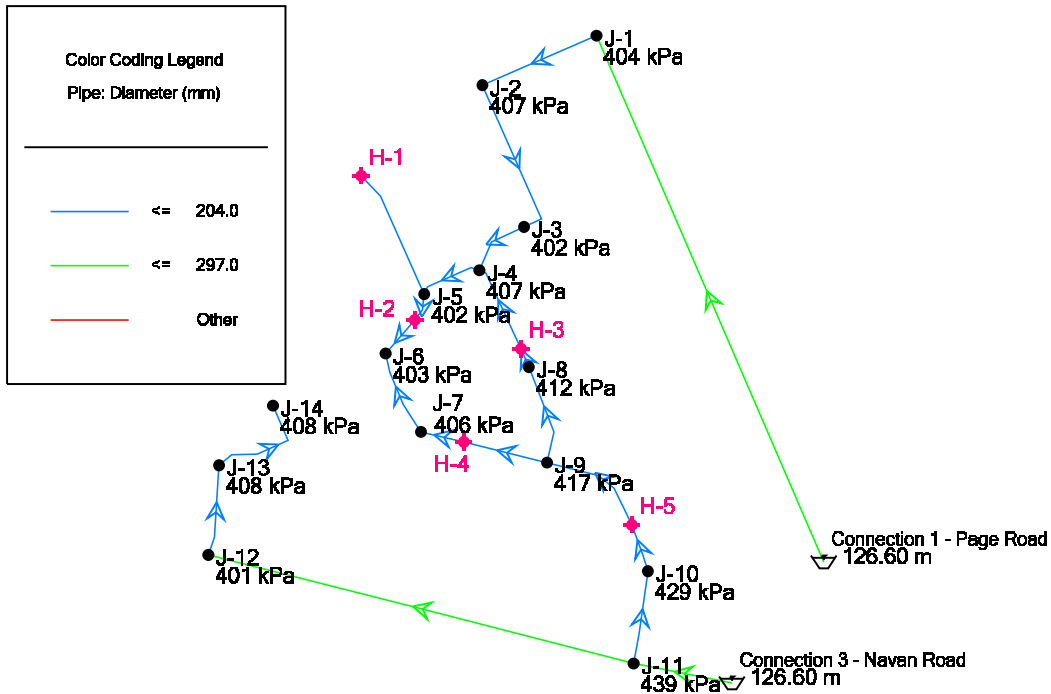 Color Coding Legend
Pipe: Diameter (mm)
<= 204.0
<= 297.0
Other
J-1
404 kPa
J-2
407 kPa
H-1
J-3
402 kPa
J-4
407 kPa
J-5
402 kPa
H-2
H-3
J-6
403 kPa
J-8
412 kPa
J-14
408 kPa
J-7
406 kPa
H-4
J-13
408 kPa
J-9
417 kPa
H-5
Connection 1 - Page Road
126.60 m
J-12
401 kPa
J-10
429 kPa
J-11
439 kPa
Connection 3 - Navan Road
126.60 m